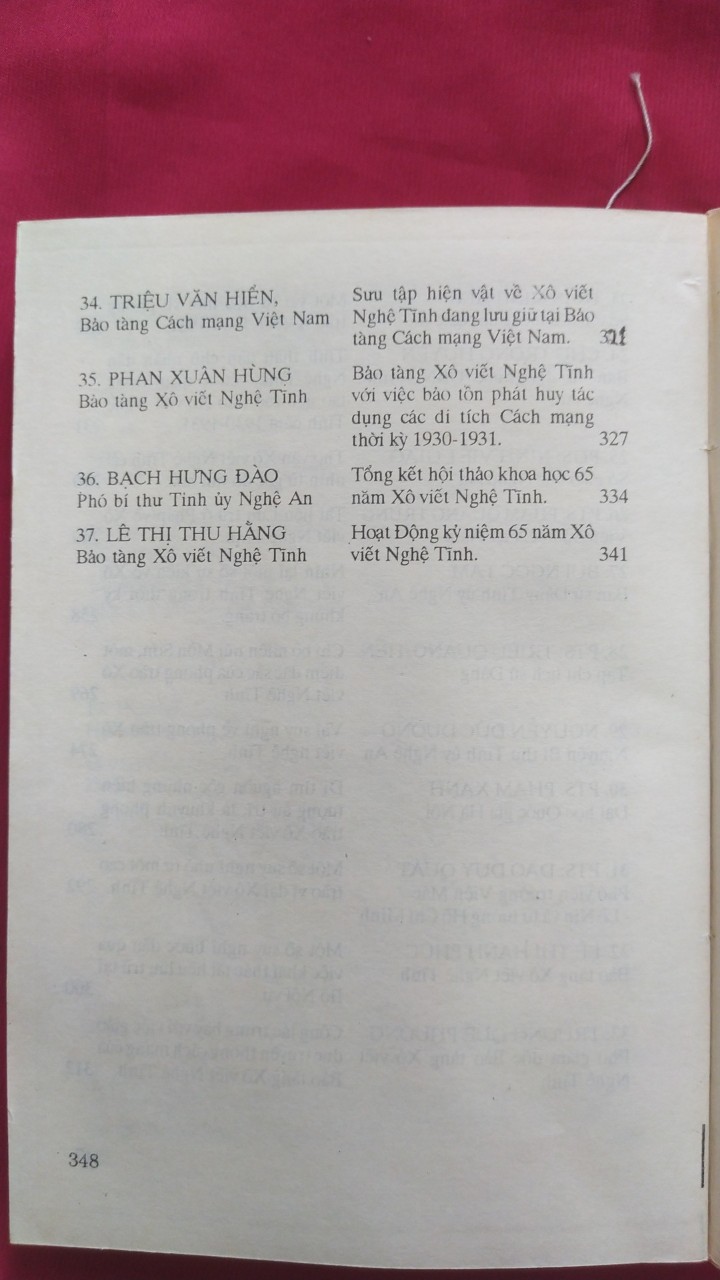 34. TRIỆU VĂN HIỂN,
Bảo tàng Cách mạng Việt Nam
Sưu tập hiện vật về Xô viết
Nghệ Tĩnh đang lưu giữ tại Bảo
tàng Cách mạng Việt Nam.
35. PHAN XUÂN HÙNG
Bảo tàng Xô viết Nghệ Tĩnh
Bảo tàng Xô viết Nghệ Tĩnh
với việc bảo tồn phát huy tác
dụng các di tích Cách mạng
thời kỳ 1930-1931. 327
36. BẠCH HƯNG ĐÀO
Phó bí thư Tỉnh ủy Nghệ An
Tổng kết hội thảo khoa học 65
năm Xô viết Nghệ Tĩnh. 334
37. LÊ THỊ THU HẰNG
Bảo tàng Xô viết Nghệ Tĩnh
Hoạt Động kỷ niệm 65 năm Xô
viết Nghệ Tĩnh. 341
348